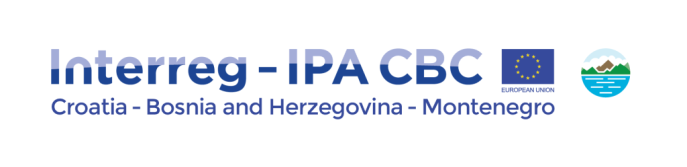 Interreg - IPA CBC
EUROPEAN UNION
Croatia - Bosnia and Herzegovina - Montenegro